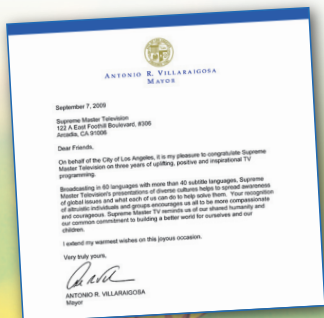 ANTONIO R. VILLARAIGOSA
MAYOR
September 7, 2009
Supreme Master Television
122 A East Foothill Boulevard, #306
Arcadia, CA 91006
Dear Friends,
On behalf of the City of Los Angeles, it is my pleasure to congratulate Supreme
Master Television on three years of uplifting, positive and inspirational TV
programming.
Broadcasting in 60 languages with more than 40 subtitle languages, Supreme
Master Television's presentations of diverse cultures helps to spread awareness
of global issues and what each of us can do to help solve them. Your recognition
of altruistic individuals and groups encourages us all to be more compassionate
and courageous. Supreme Master TV reminds us of our shared humanity and
our common commitment to building a better world for ourselves and our
children.
I extend my warmest wishes on this joyous occasion.
Very truly yours,
ANTONIO R. VILLARAIGOSA
Mayor